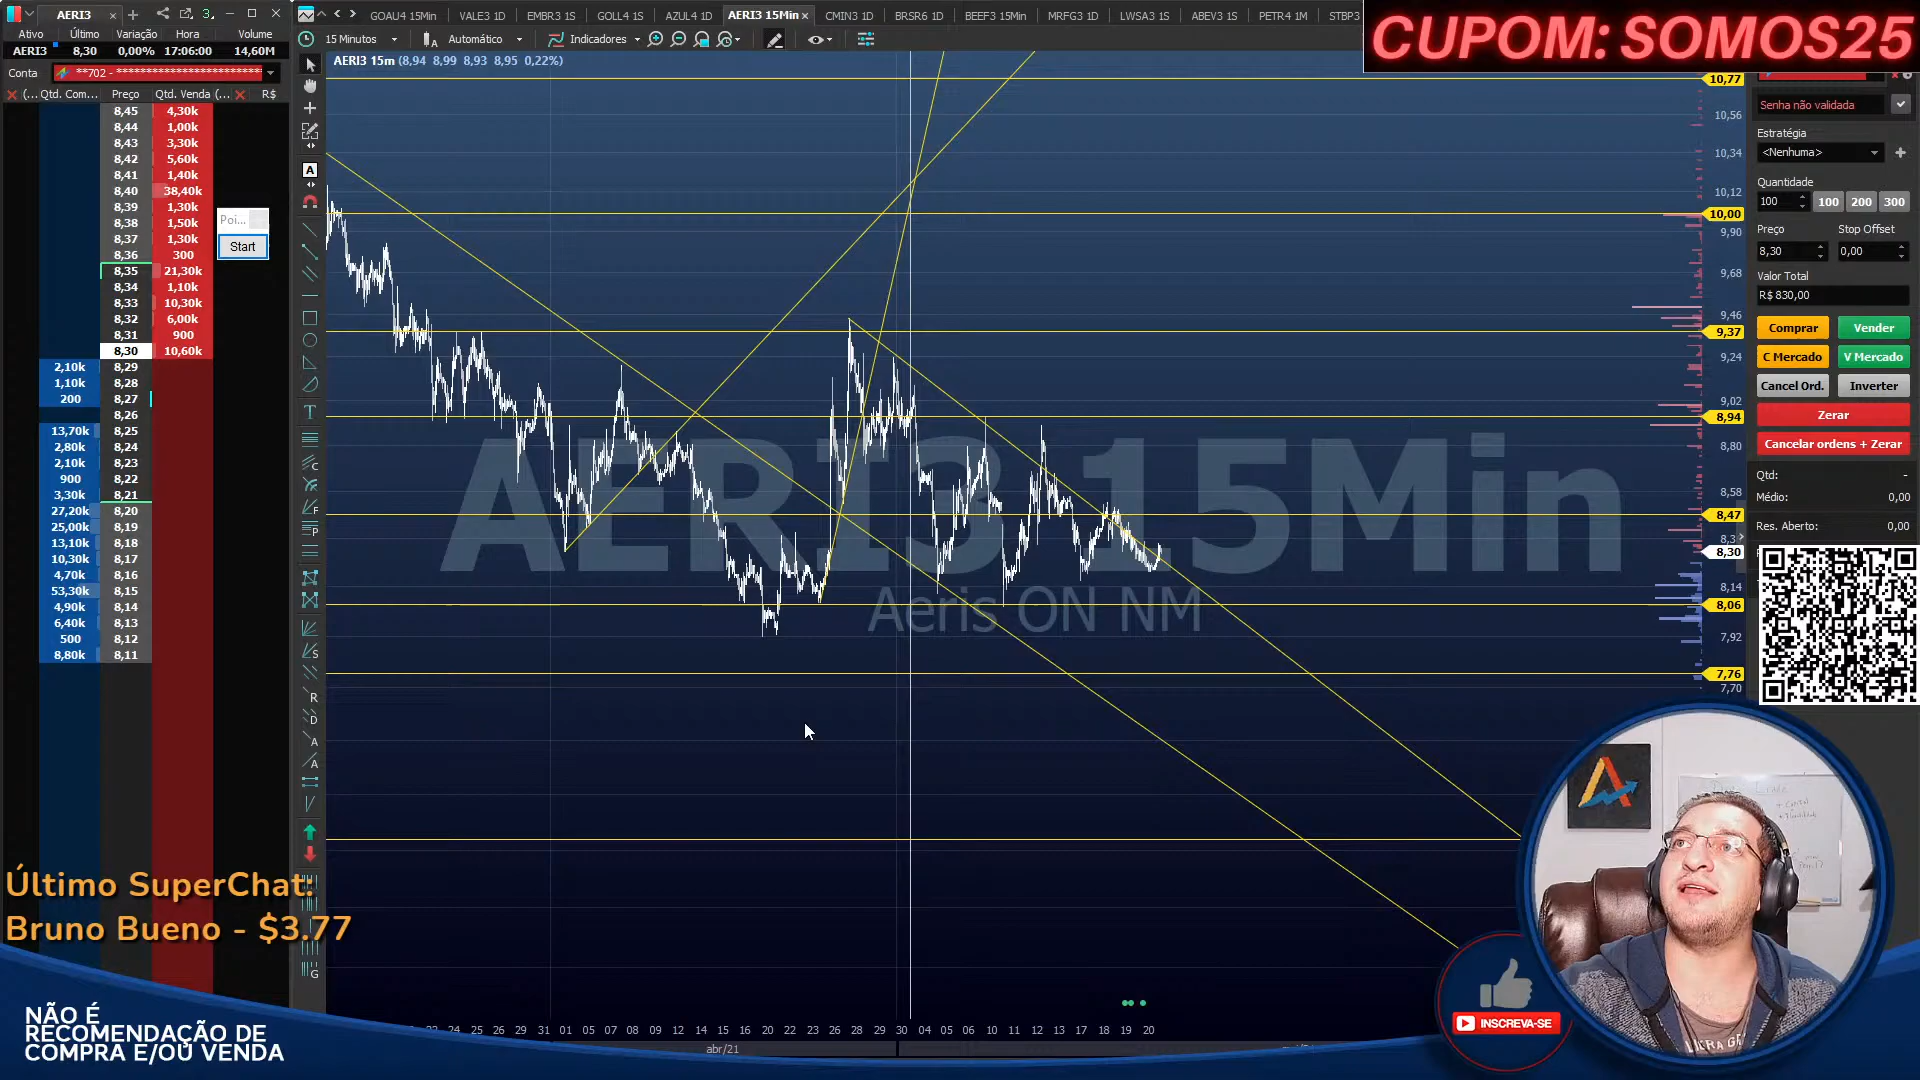 AERI3
3
Ativo Último Variação Hora Volume
AERI3 8,30 0,00% 17:06:00 14,60M
Conta **702 - **************************
(... Qtd. Com... Preço Qtd. Venda (... R$
8,45 4,30k
8,44 1,00k
8,43 3,30k
8,42 5,60k
8,41 1,40k
8,40 38,40k
8,39 1,30k
8,38 1,50k
8,37 1,30k
8,36 300
8,35 21,30k
8,34 1,10k
8,33 10,30k
8,32 6,00k
8,31 900
8,30 10,60k
2,10k 8,29
1,10k 8,28
200 8,27
8,26
13,70k 8,25
2,80k 8,24
2,10k 8,23
900 8,22
3,30k 8,21
27,20k 8,20
25,00k 8,19
13,10k 8,18
10,30k 8,17
4,70k 8,16
53,30k 8,15
4,90k 8,14
6,40k 8,13
500 8,12
8,80k 8,11
Poi...
Start
GOAU4 15Min VALE3 1D EMBR3 1S GOLL4 1S AZUL4 1D AERI3 15Min CMIN3 1D BRSR6 1D BEEF3 15Min MRFG3 1D LWSA3 1S ABEV3 1S PETR4 1M STBP3
15 Minutos Automático Indicadores
AERI3 15m (8,94 8,99 8,93 8,95 0,22%)
AERI3 15Min
Aeris ON NM
10,77
10,56
10,34
10,12
10,00
9,90
9,68
9,46
9,37
9,24
9,02
8,94
8,80
8,58
8,47
8,3
8,30
8,14
8,06
7,92
7,76
7,70
24 25 26 29 31 01 05 07 08 09 12 13 14 15 16 20 22 23 26 28 29 30 04 05 06 10 11 12 13 17 18 19 20
abr/21
CUPOM: SOMOS25
Senha não validada
Estratégia
<Nenhuma>
Quantidade
100 100 200 300
Preço Stop Offset
8,30 0,00
Valor Total
R$ 830,00
Comprar Vender
C Mercado V Mercado
Cancel Ord. Inverter
Zerar
Cancelar ordens + Zerar
Qtd: -
Médio: 0,00
Res. Aberto: 0,00
Último SuperChat:
Bruno Bueno - $3.77
NÃO É
RECOMENDAÇÃO DE
COMPRA E/OU VENDA
INSCREVA-SE